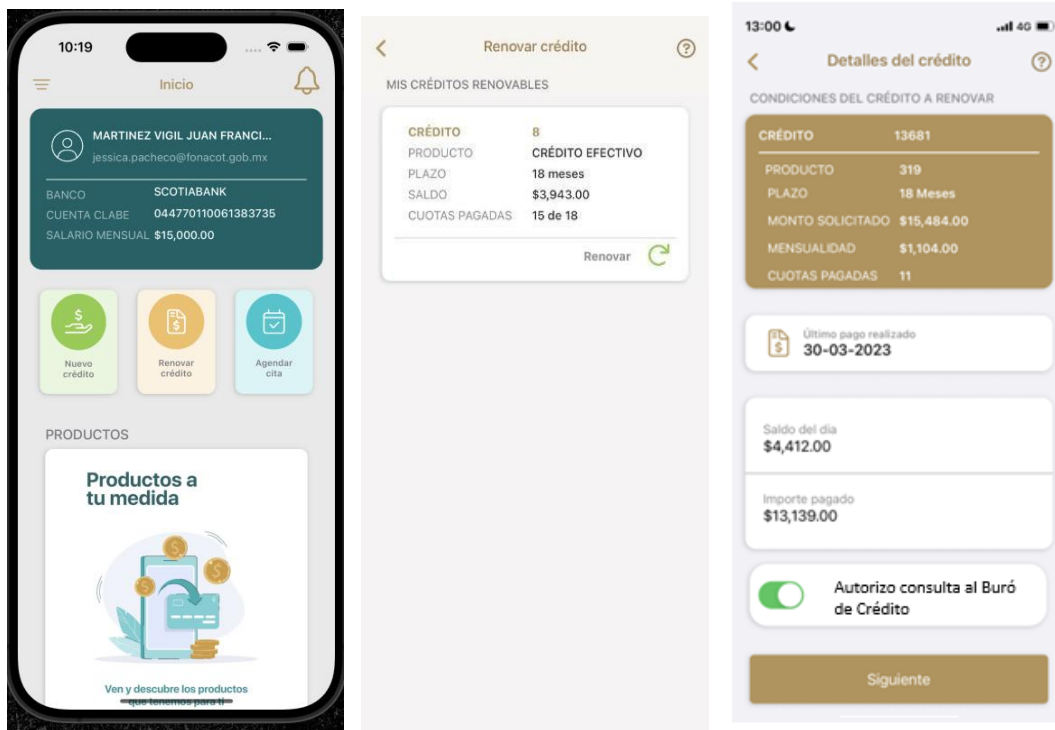 10:19
Inicio
MARTINEZ VIGIL JUAN FRANCI...
jessica.pacheco@fonacot.gob.mx
BANCO SCOTIABANK
CUENTA CLABE 044770110061383735
SALARIO MENSUAL $15,000.00
Nuevo crédito
Renovar crédito
Agendar cita
PRODUCTOS
Productos a
tu medida
Ven y descubre los productos
que tenemos para ti
Renovar crédito
?
MIS CRÉDITOS RENOVABLES
CRÉDITO 8
PRODUCTO CRÉDITO EFECTIVO
PLAZO 18 meses
SALDO $3,943.00
CUOTAS PAGADAS 15 de 18
Renovar
13:00
4G
Detalles del crédito
?
CONDICIONES DEL CRÉDITO A RENOVAR
CRÉDITO 13681
PRODUCTO 319
PLAZO 18 Meses
MONTO SOLICITADO $15,484.00
MENSUALIDAD $1,104.00
CUOTAS PAGADAS 11
Último pago realizado
30-03-2023
Saldo del dia
$4,412.00
Importe pagado
$13,139.00
Autorizo consulta al Buró
de Crédito
Siguiente